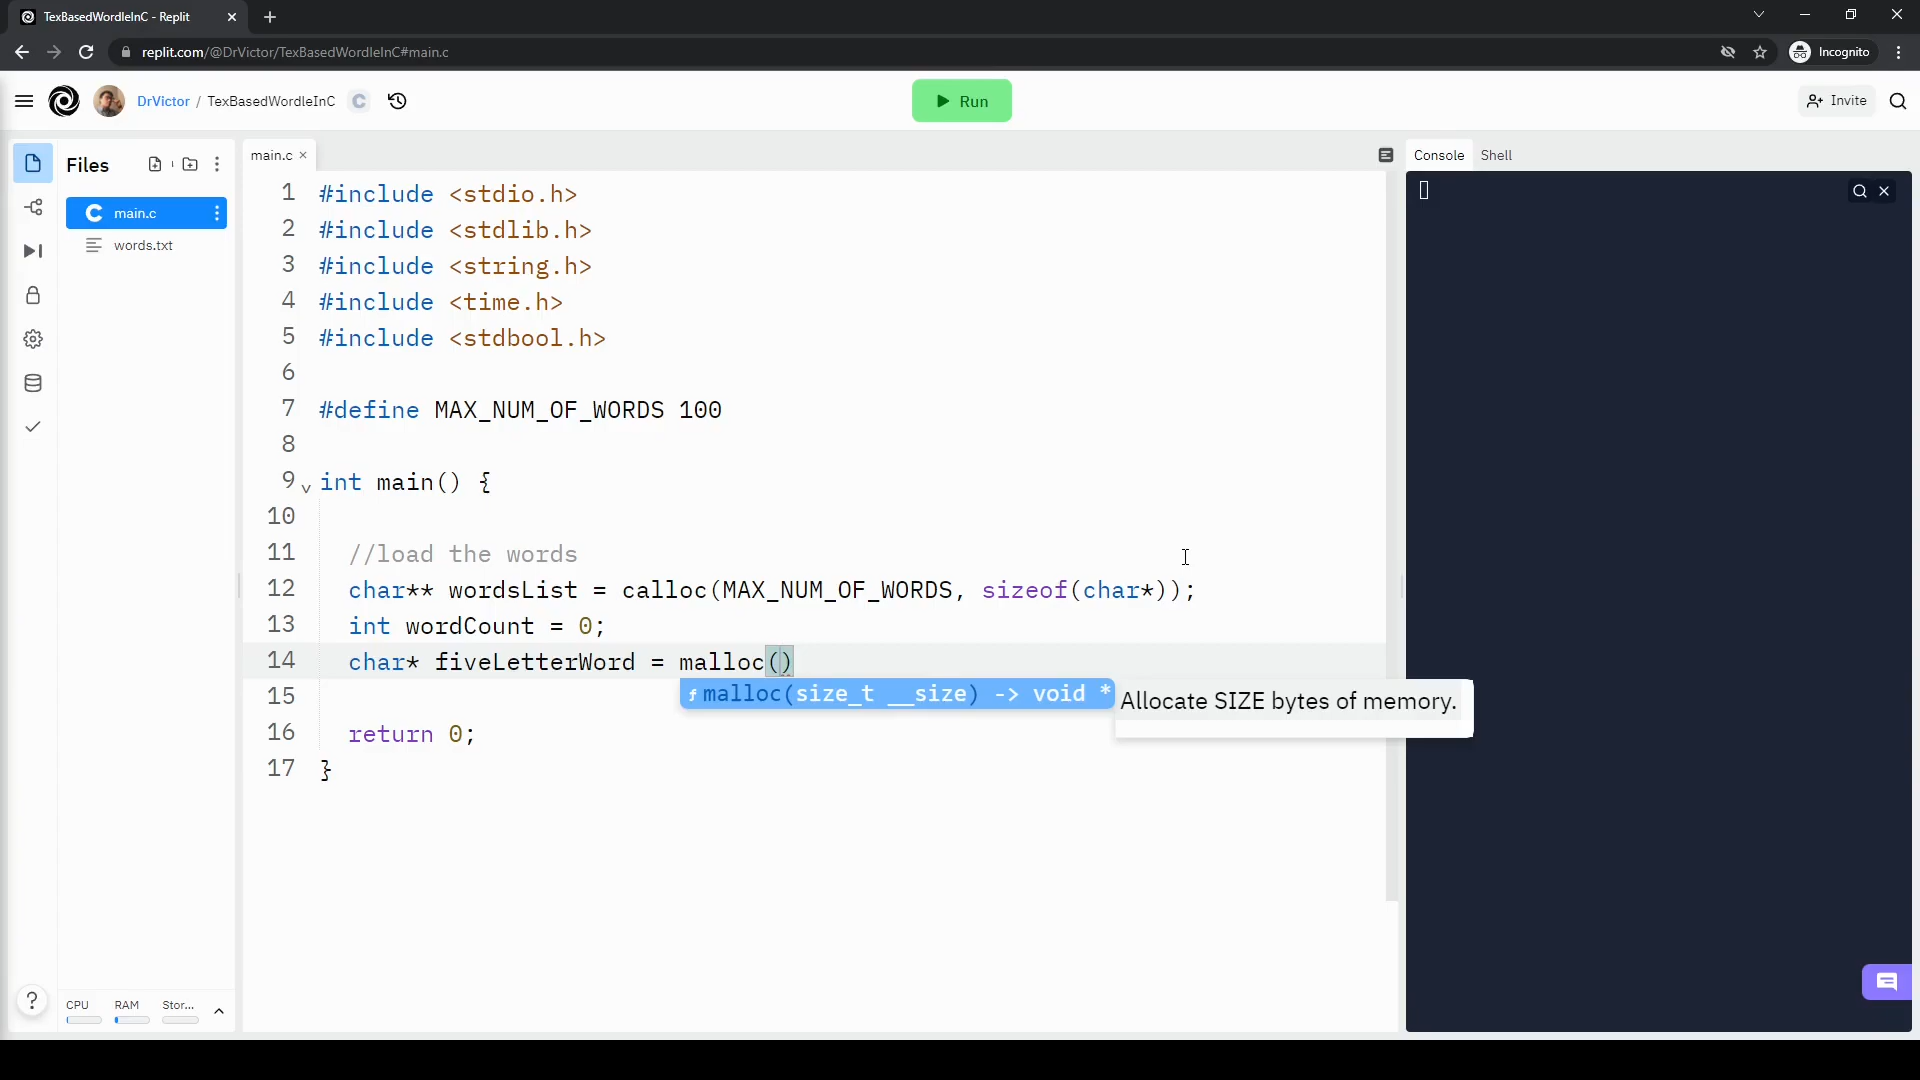 TexBasedWordleInC - Replit
replit.com/@DrVictor/TexBasedWordleInC#main.c
Incognito
DrVictor / TexBasedWordleInC C
Run
Invite
Files
main.c
Console
Shell
C main.c
words.txt
1 #include <stdio.h>
2 #include <stdlib.h>
3 #include <string.h>
4 #include <time.h>
5 #include <stdbool.h>
6
7 #define MAX_NUM_OF_WORDS 100
8
9 int main() {
10
11 //load the words
12 char** wordsList = calloc(MAX_NUM_OF_WORDS, sizeof(char*));
13 int wordCount = 0;
14 char* fiveLetterWord = malloc()
f malloc(size_t __size) -> void *
Allocate SIZE bytes of memory.
15
16 return 0;
17 }
?
CPU RAM Stor...